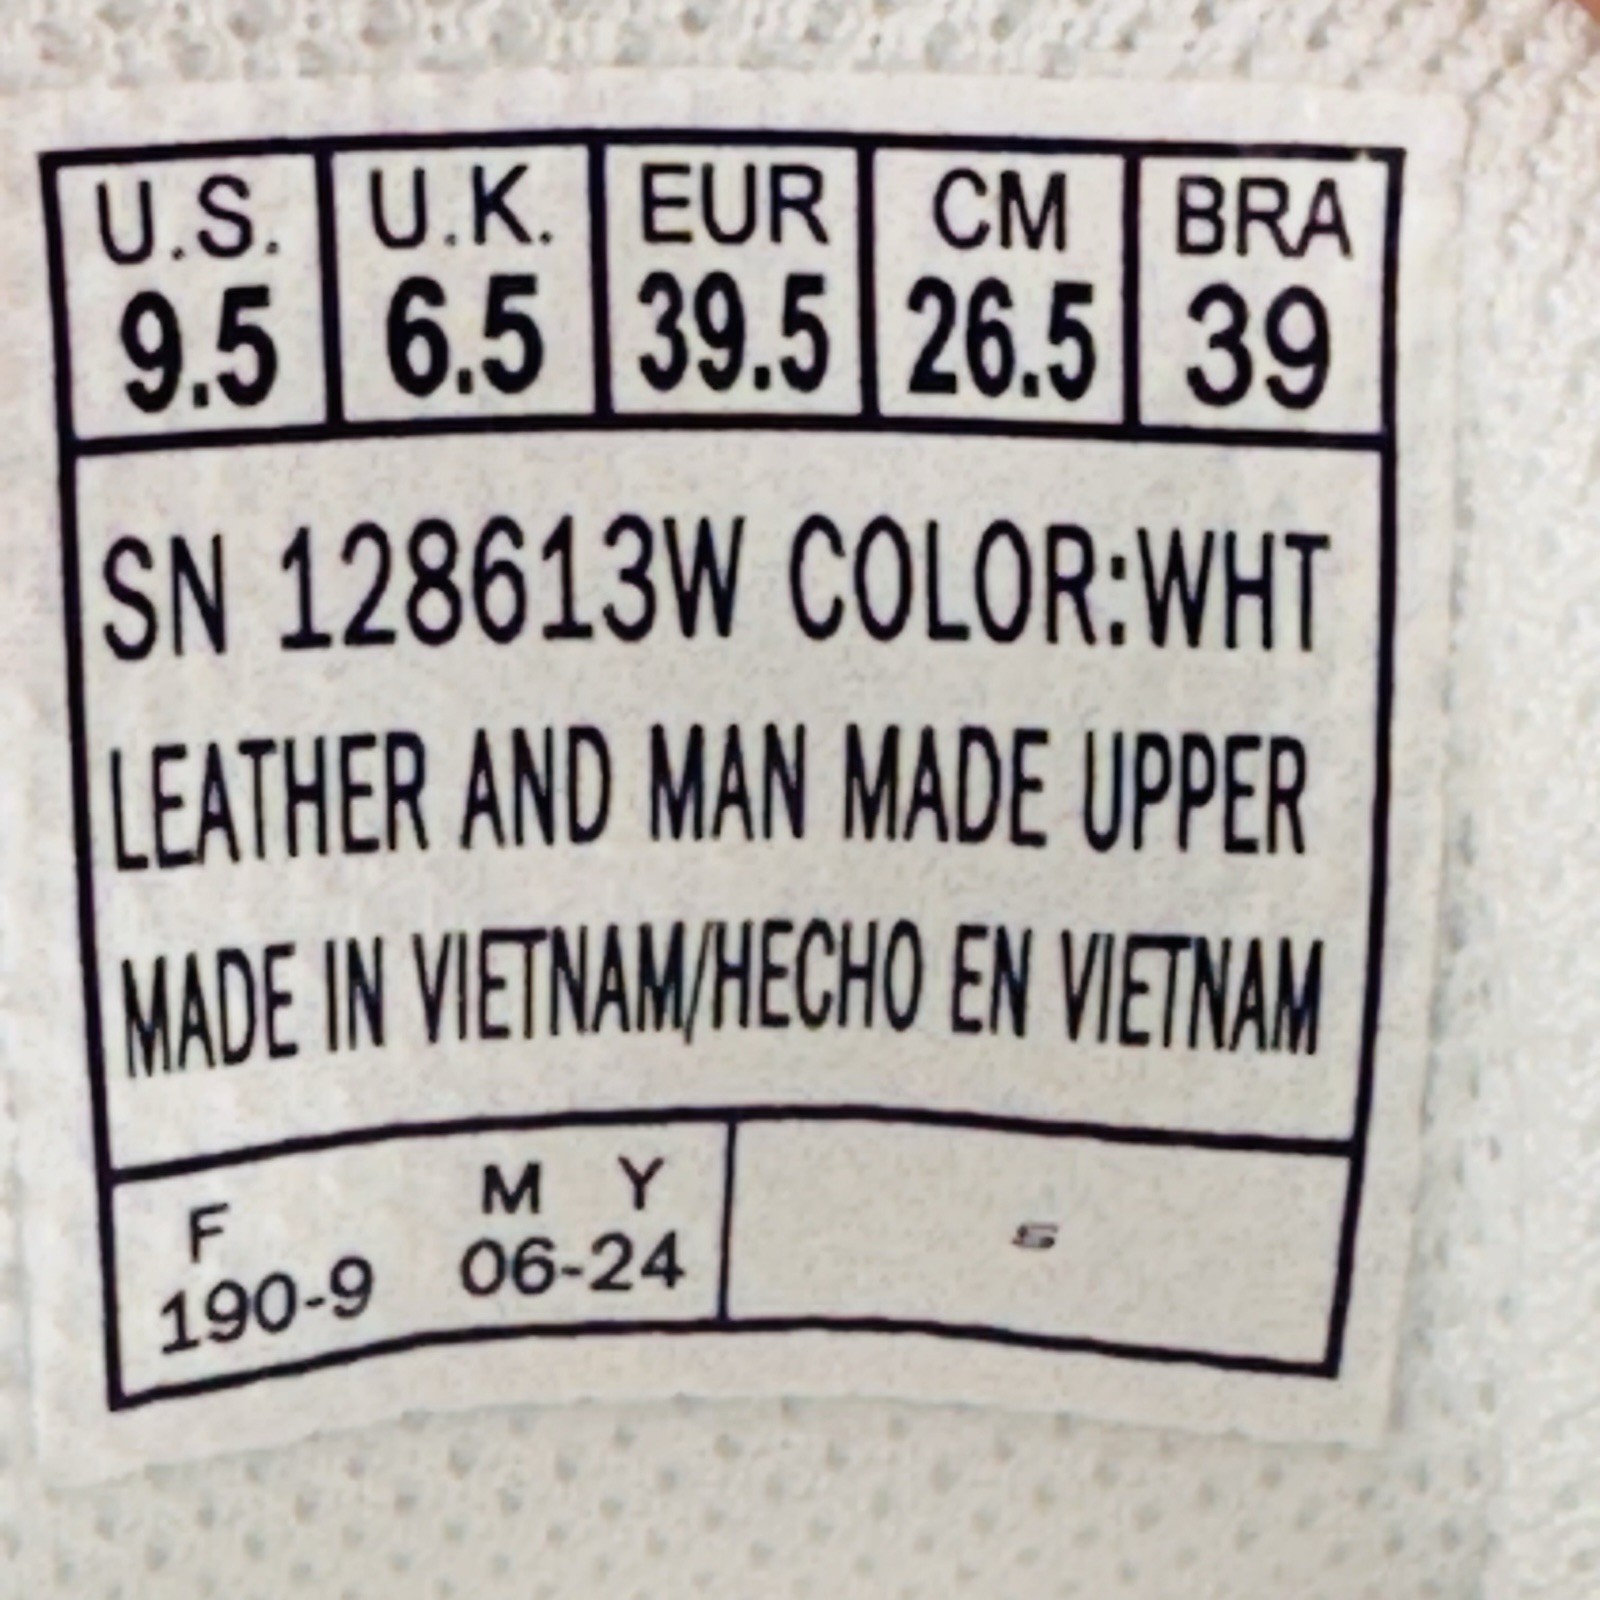 U.S. U.K. EUR CM BRA
9.5 6.5 39.5 26.5 39
SN 128613W COLOR:WHT
LEATHER AND MAN MADE UPPER
MADE IN VIETNAM/HECHO EN VIETNAM
F M Y
190-9 06-24
S